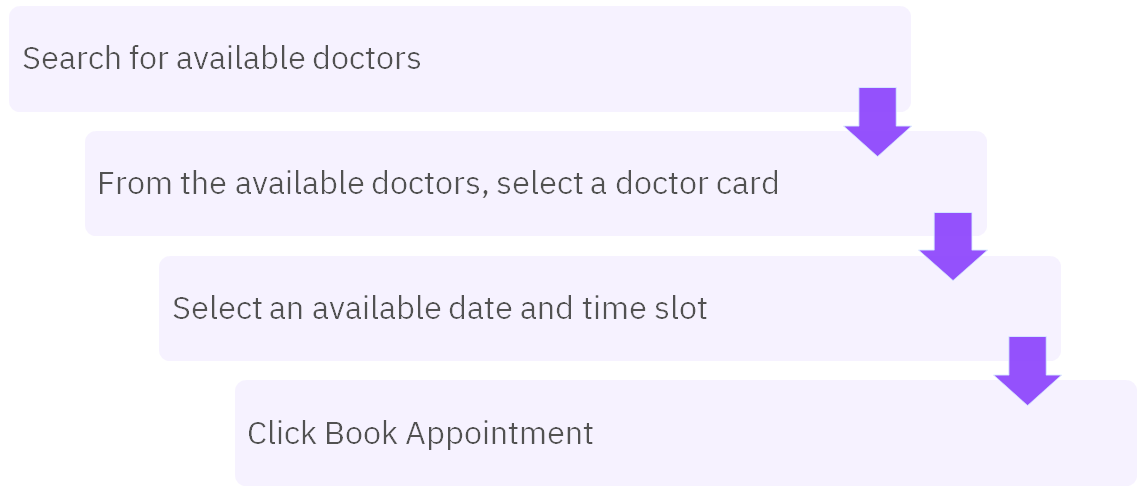 Search for available doctors
From the available doctors, select a doctor card
Select an available date and time slot
Click Book Appointment